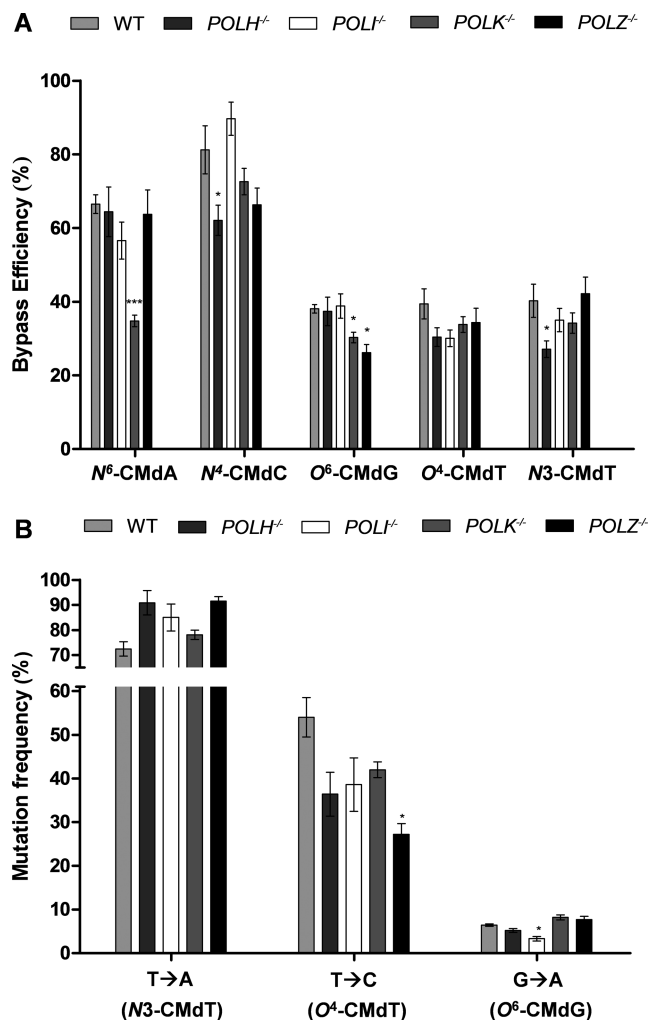 A WT POLH-/- POLI-/- POLK-/- POLZ-/-
Bypass Efficiency (%)
100
80
60
40
20
0
*** * * * *
N6-CMdA N4-CMdC O6-CMdG O4-CMdT N3-CMdT
B WT POLH-/- POLI-/- POLK-/- POLZ-/-
Mutation frequency (%)
100
90
80
70
60
50
40
30
20
10
0
* *
T→A T→C G→A
(N3-CMdT) (O4-CMdT) (O6-CMdG)